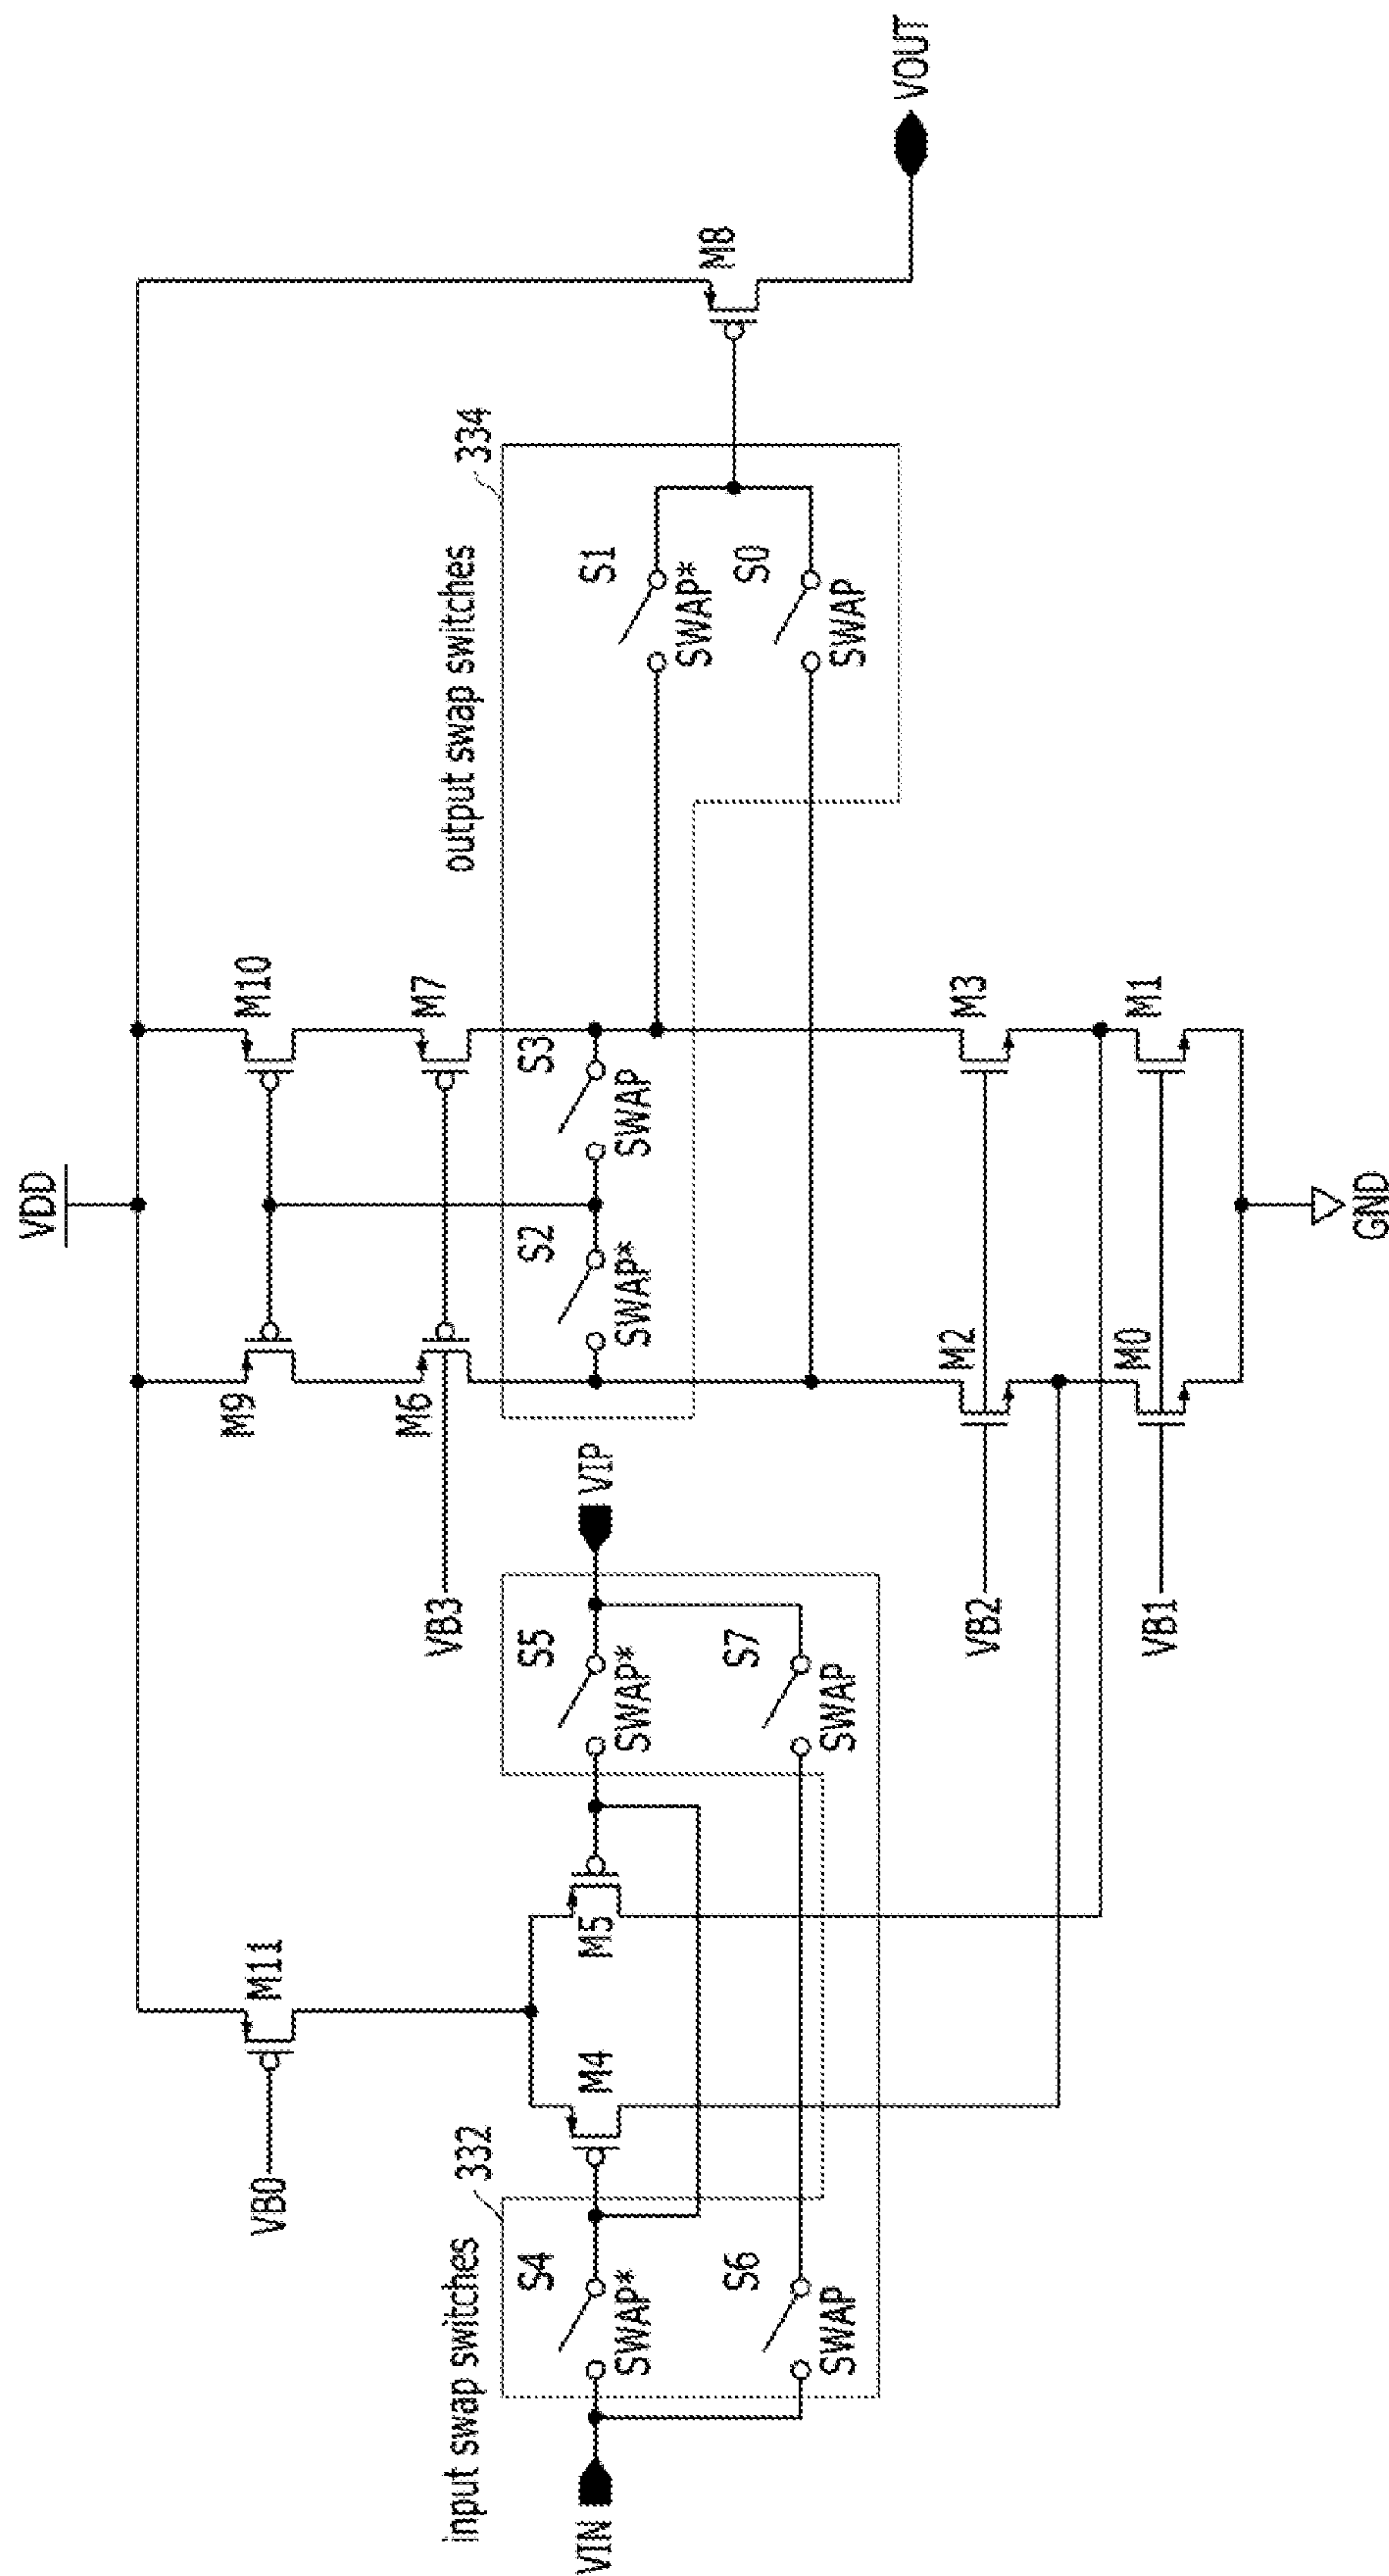 VDD
VB0
M11
M9
M10
VB3
M6
M7
input swap switches
332
output swap switches
334
VIN
S4
SWAP*
M4
M5
S5
SWAP*
VIP
S2
SWAP*
S3
SWAP
S1
SWAP*
M8
S6
SWAP
S7
SWAP
S0
SWAP
VOUT
VB2
M2
M3
VB1
M0
M1
GND